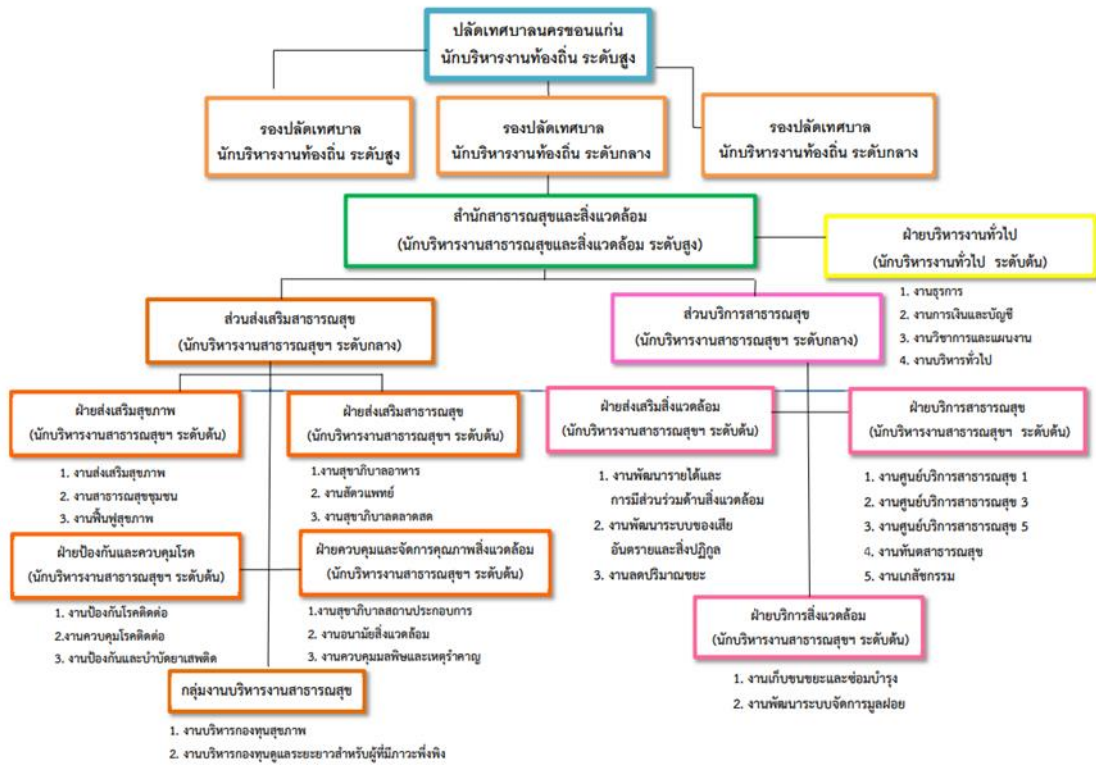 ปลัดเทศบาลนครขอนแก่น
นักบริหารงานท้องถิ่น ระดับสูง
รองปลัดเทศบาล
นักบริหารงานท้องถิ่น ระดับสูง
รองปลัดเทศบาล
นักบริหารงานท้องถิ่น ระดับกลาง
รองปลัดเทศบาล
นักบริหารงานท้องถิ่น ระดับกลาง
สำนักสาธารณสุขและสิ่งแวดล้อม
(นักบริหารงานสาธารณสุขและสิ่งแวดล้อม ระดับสูง)
ฝ่ายบริหารงานทั่วไป
(นักบริหารงานทั่วไป ระดับต้น)
1. งานธุรการ
2. งานการเงินและบัญชี
3. งานวิชาการและแผนงาน
4. งานบริหารทั่วไป
ส่วนส่งเสริมสาธารณสุข
(นักบริหารงานสาธารณสุขฯ ระดับกลาง)
ส่วนบริการสาธารณสุข
(นักบริหารงานสาธารณสุขฯ ระดับกลาง)
ฝ่ายส่งเสริมสุขภาพ
(นักบริหารงานสาธารณสุขฯ ระดับต้น)
1. งานส่งเสริมสุขภาพ
2. งานสาธารณสุขชุมชน
3. งานฟื้นฟูสุขภาพ
ฝ่ายส่งเสริมสาธารณสุข
(นักบริหารงานสาธารณสุขฯ ระดับต้น)
1.งานสุขาภิบาลอาหาร
2. งานสัตวแพทย์
3. งานสุขาภิบาลตลาดสด
ฝ่ายส่งเสริมสิ่งแวดล้อม
(นักบริหารงานสาธารณสุขฯ ระดับต้น)
1. งานพัฒนารายได้และ
การมีส่วนร่วมด้านสิ่งแวดล้อม
2. งานพัฒนาระบบของเสีย
อันตรายและสิ่งปฏิกูล
3. งานลดปริมาณขยะ
ฝ่ายบริการสาธารณสุข
(นักบริหารงานสาธารณสุขฯ ระดับต้น)
1. งานศูนย์บริการสาธารณสุข 1
2. งานศูนย์บริการสาธารณสุข 3
3. งานศูนย์บริการสาธารณสุข 5
4. งานทันตสาธารณสุข
5. งานเภสัชกรรม
ฝ่ายป้องกันและควบคุมโรค
(นักบริหารงานสาธารณสุขฯ ระดับต้น)
1. งานป้องกันโรคติดต่อ
2.งานควบคุมโรคติดต่อ
3. งานป้องกันและบำบัดยาเสพติด
ฝ่ายควบคุมและจัดการคุณภาพสิ่งแวดล้อม
(นักบริหารงานสาธารณสุขฯ ระดับต้น)
1.งานสุขาภิบาลสถานประกอบการ
2. งานอนามัยสิ่งแวดล้อม
3. งานควบคุมมลพิษและเหตุรำคาญ
ฝ่ายบริการสิ่งแวดล้อม
(นักบริหารงานสาธารณสุขฯ ระดับต้น)
1. งานเก็บขนขยะและซ่อมบำรุง
2. งานพัฒนาระบบจัดการมูลฝอย
กลุ่มงานบริหารงานสาธารณสุข
1. งานบริหารกองทุนสุขภาพ
2. งานบริหารกองทุนดูแลระยะยาวสำหรับผู้ที่มีภาวะพึ่งพิง